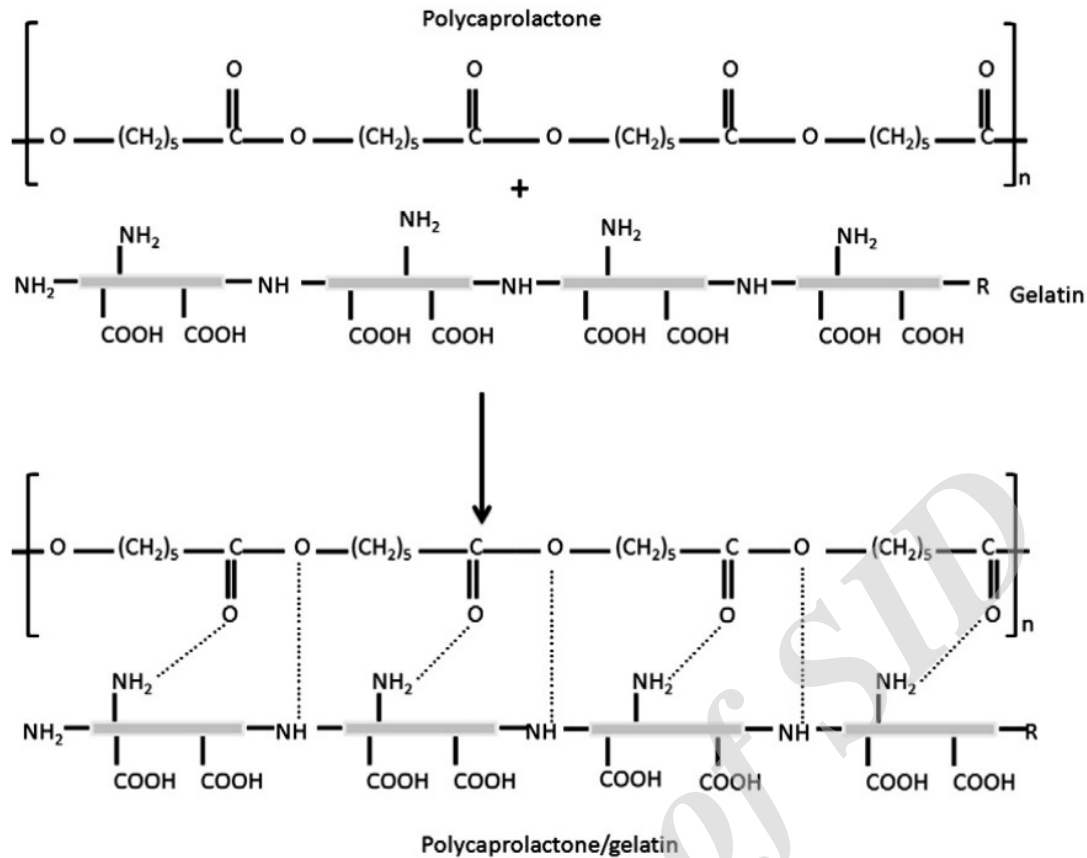 Polycaprolactone
O O O O
O (CH₂)₅ C O (CH₂)₅ C O (CH₂)₅ C O (CH₂)₅ C
n
+
NH₂ NH₂ NH₂ NH₂
NH₂ NH NH NH R Gelatin
COOH COOH COOH COOH COOH COOH COOH COOH
O (CH₂)₅ C O (CH₂)₅ C O (CH₂)₅ C O (CH₂)₅ C
O O O O n
NH₂ NH₂ NH₂ NH₂
NH₂ NH NH NH R
COOH COOH COOH COOH COOH COOH COOH COOH
Polycaprolactone/gelatin
of SID